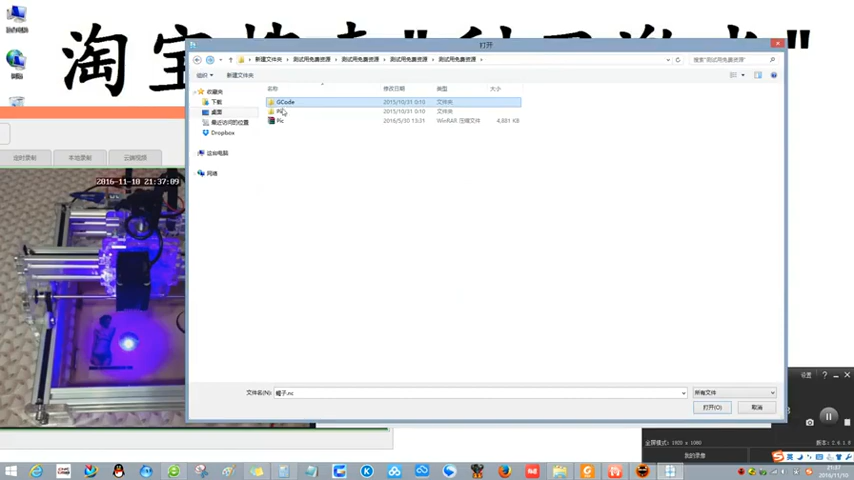 淘宝
打开
新建文件夹 › 测试用免费资源 › 测试用免费资源 › 测试用免费资源 › 测试用免费资源 ›
搜索"测试用免费资源"
组织▾ 新建文件夹
名称 修改日期 类型 大小
收藏夹
下载
桌面
最近访问的位置
Dropbox
这台电脑
网络
GCode 2015/10/31 0:10 文件夹
2015/10/31 0:10 文件夹
Pic 2016/5/30 13:31 WinRAR 压缩文件 4,881 KB
定时录制 本地录制 云端视频
2016-11-10 21:37:09
文件名(N): 帽子.nc
所有文件
打开(O) 取消
设置
全屏模式: 1920 x 1080 版本: 2.6.1.0
我的录像
21:37
2016/11/10